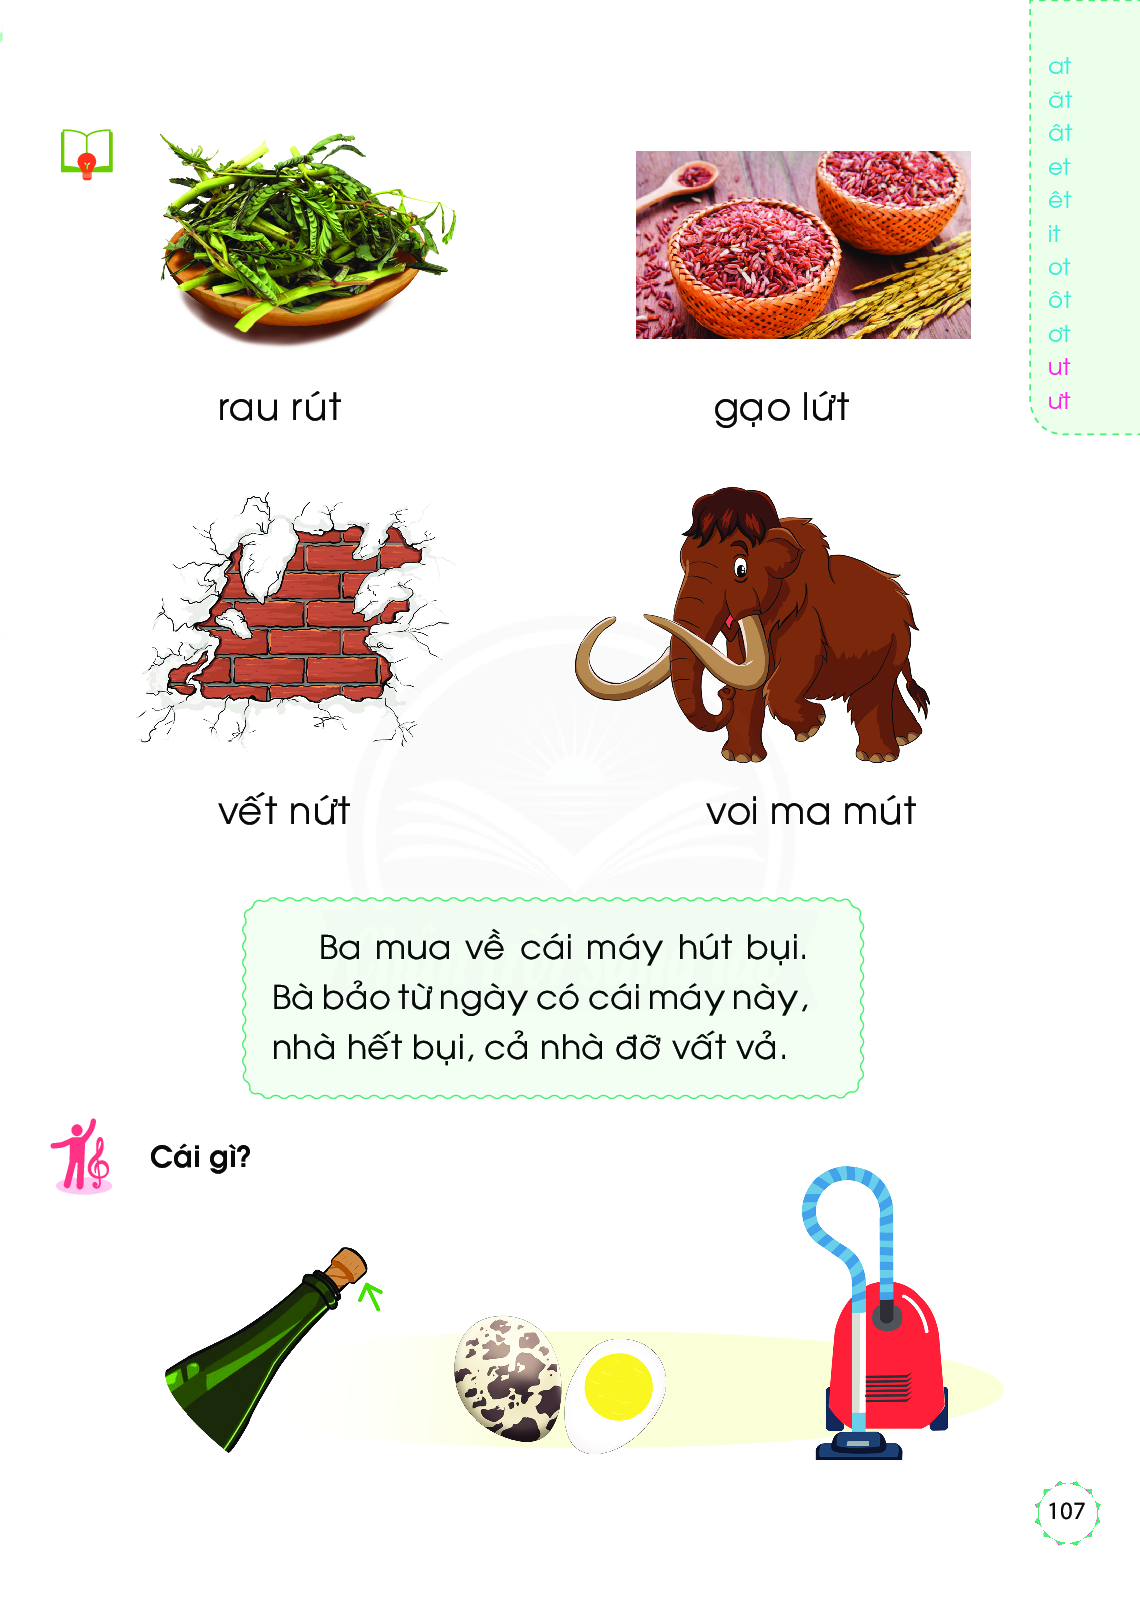 at
ăt
ât
et
êt
it
ot
ôt
ơt
ut
ưt
rau rút
gạo lứt
vết nứt
voi ma mút
Ba mua về cái máy hút bụi.
Bà bảo từ ngày có cái máy này,
nhà hết bụi, cả nhà đỡ vất vả.
Cái gì?
107